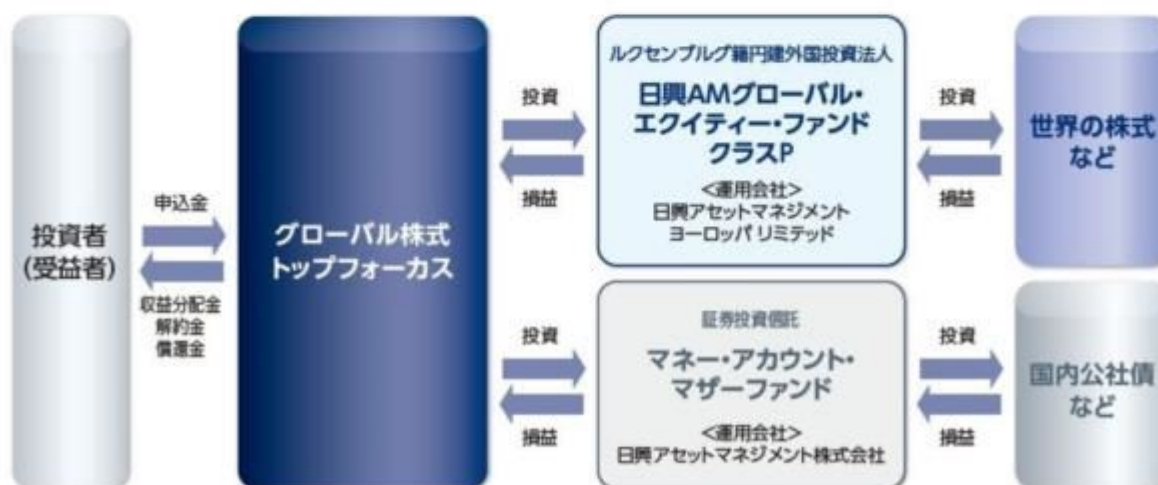 投資者
(受益者)
申込金
収益分配金
解約金
償還金
グローバル株式
トップフォーカス
投資
損益
ルクセンブルグ籍円建外国投資法人
日興AMグローバル・
エクイティー・ファンド
クラスP
<運用会社>
日興アセットマネジメント
ヨーロッパ リミテッド
投資
損益
世界の株式
など
投資
損益
証券投資信託
マネー・アカウント・
マザーファンド
<運用会社>
日興アセットマネジメント株式会社
投資
損益
国内公社債
など